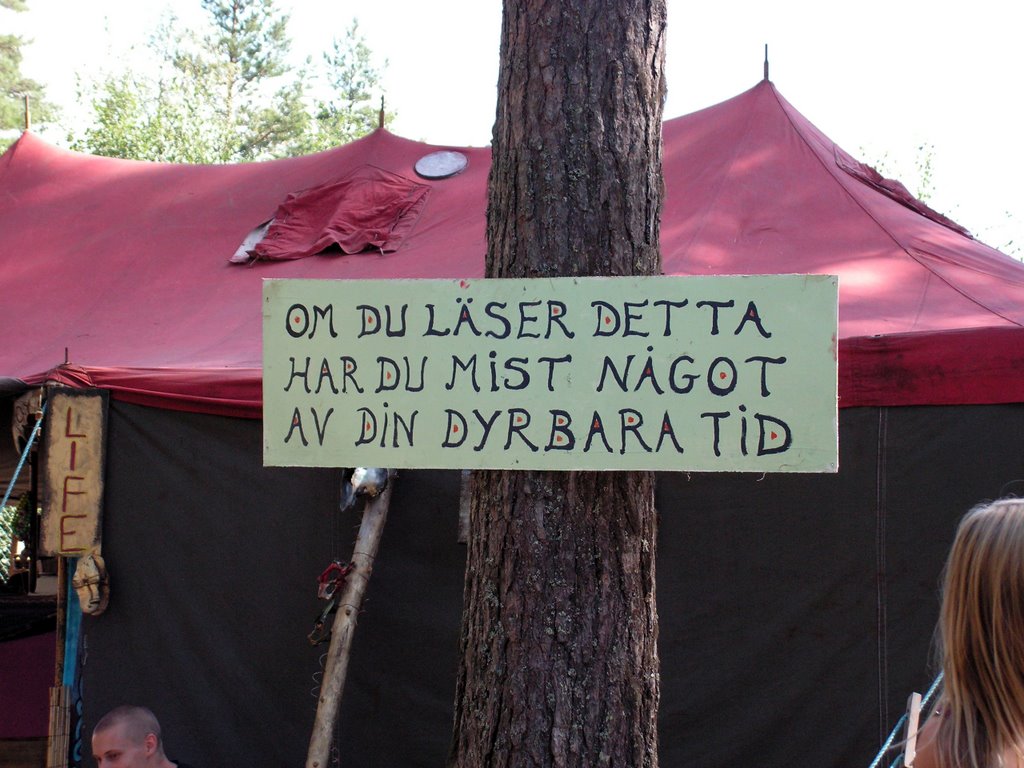 OM DU LÄSER DETTA
HAR DU MiST NÅGOT
AV DiN DYRBARA TiD
LIFE